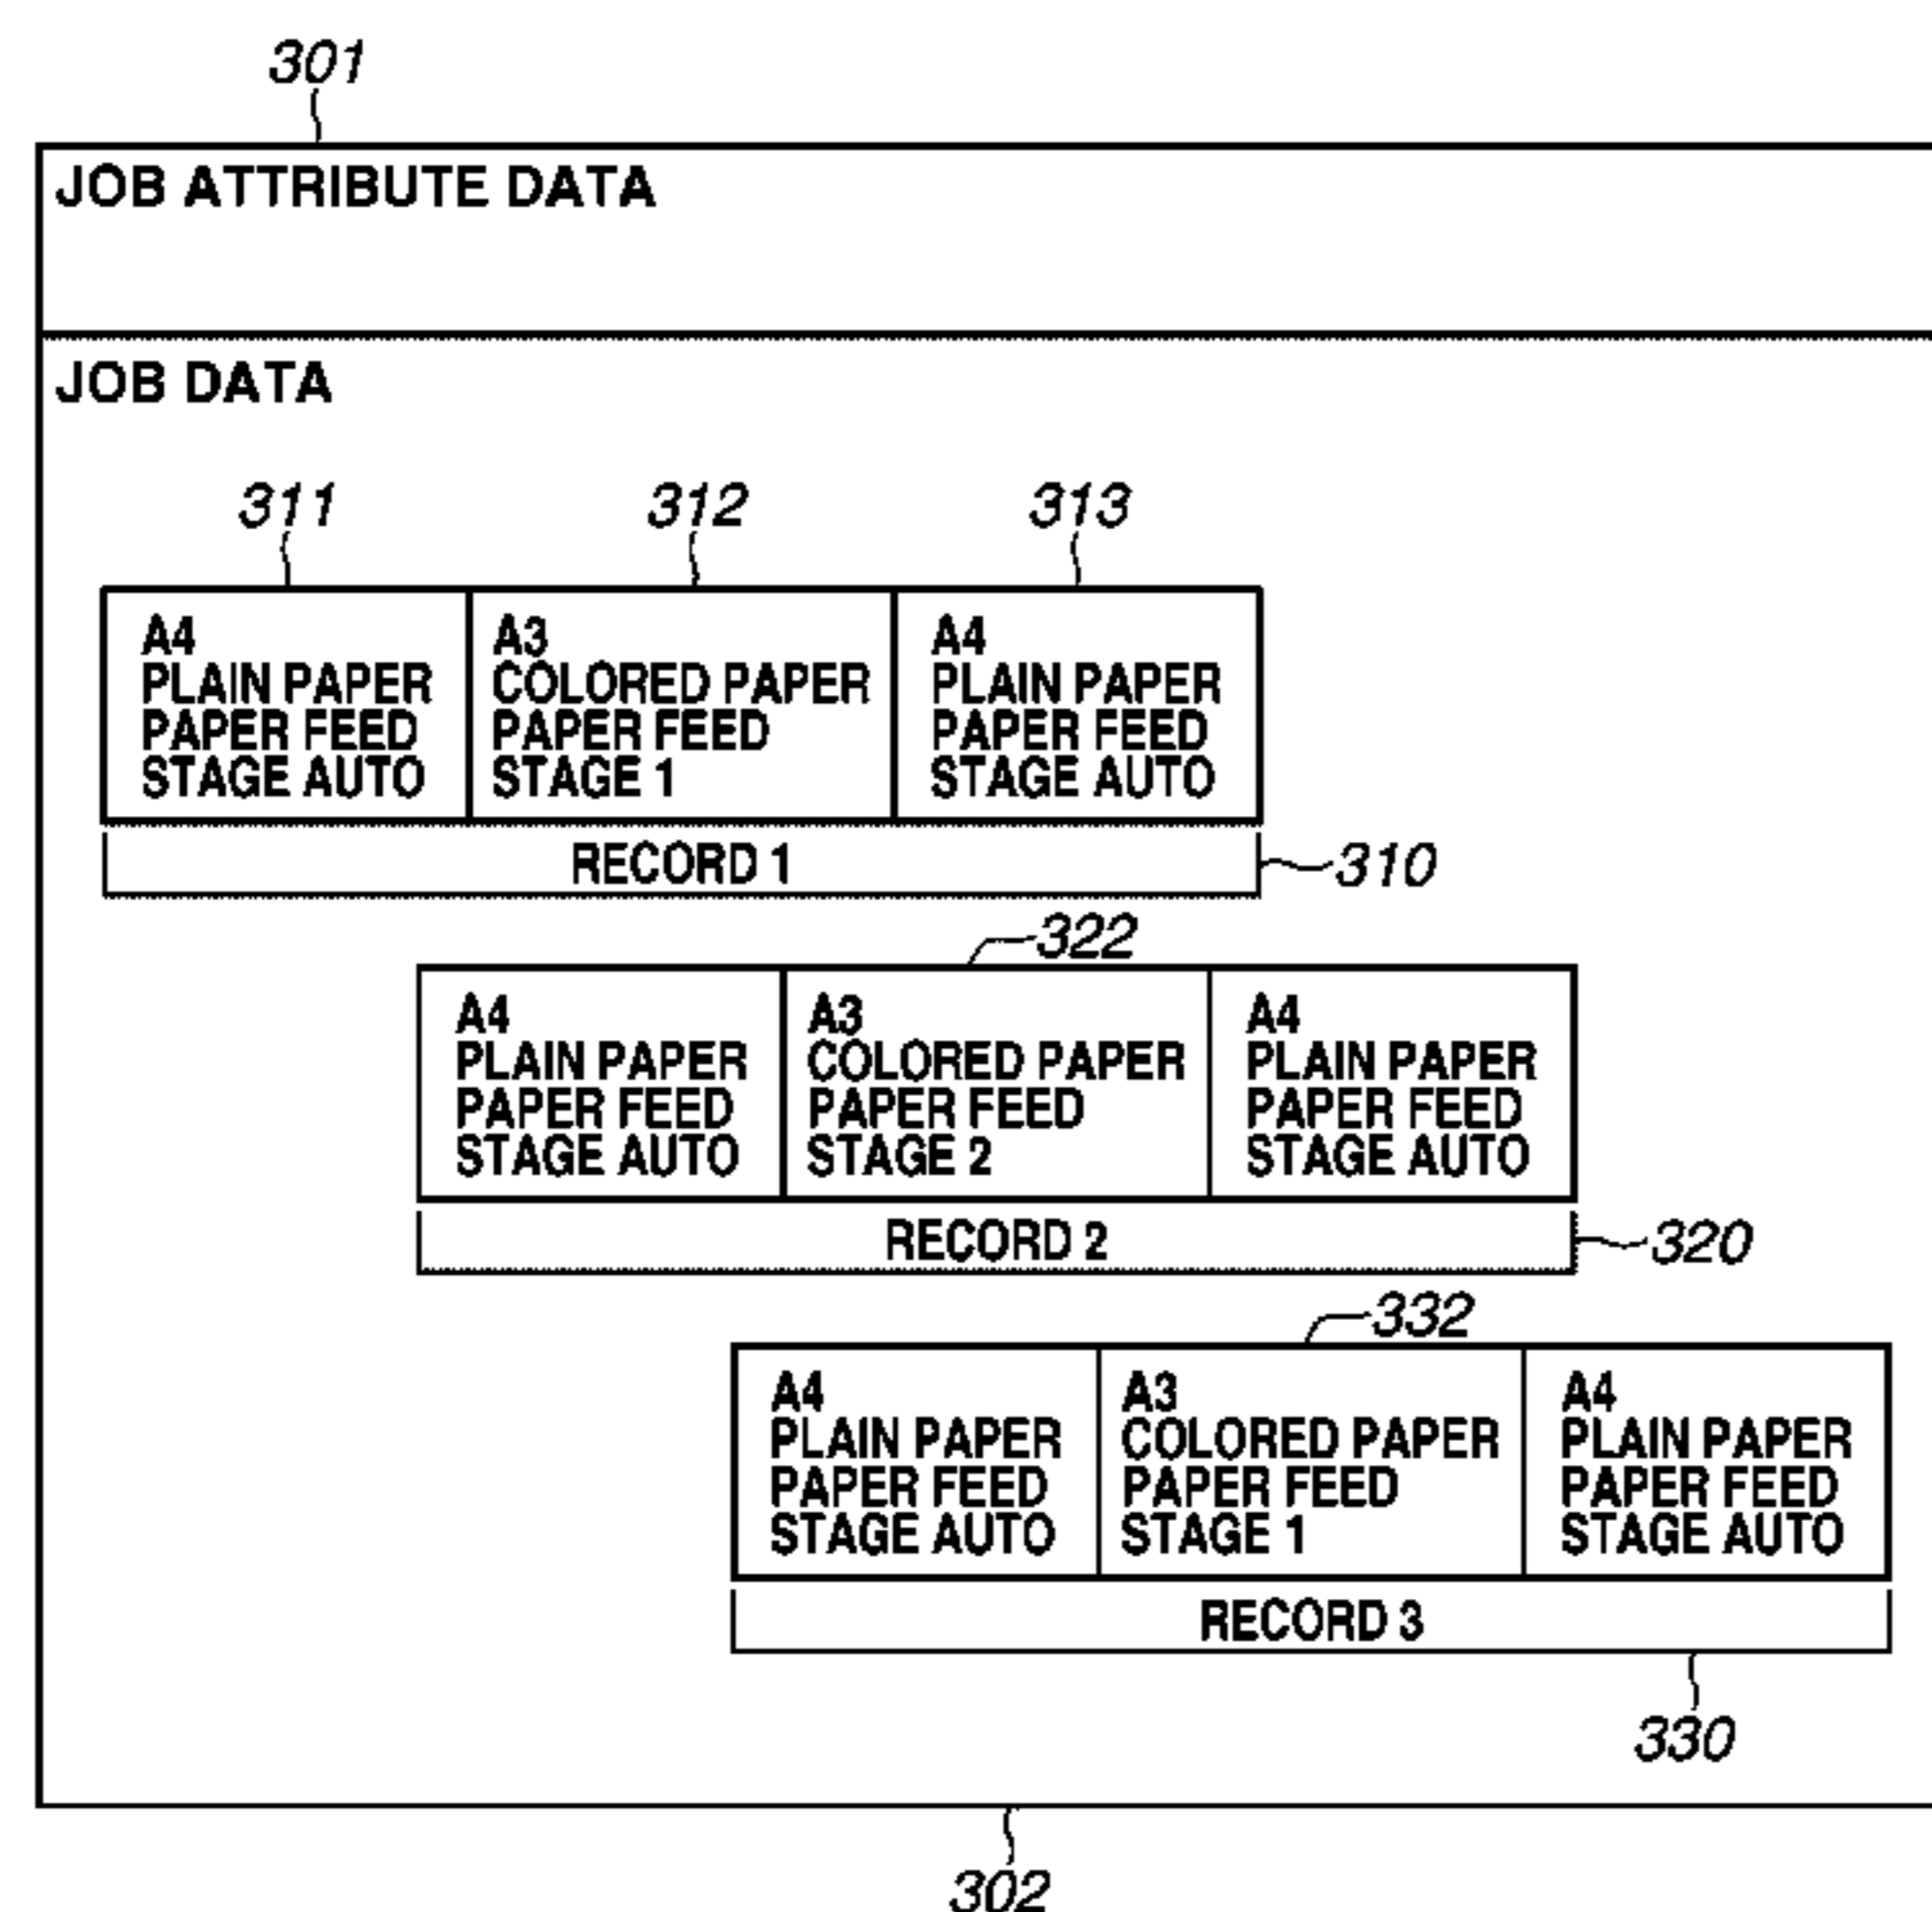 301
JOB ATTRIBUTE DATA
JOB DATA
311 312 313
A4
PLAIN PAPER
PAPER FEED
STAGE AUTO
A3
COLORED PAPER
PAPER FEED
STAGE 1
A4
PLAIN PAPER
PAPER FEED
STAGE AUTO
RECORD 1
310
322
A4
PLAIN PAPER
PAPER FEED
STAGE AUTO
A3
COLORED PAPER
PAPER FEED
STAGE 2
A4
PLAIN PAPER
PAPER FEED
STAGE AUTO
RECORD 2
320
332
A4
PLAIN PAPER
PAPER FEED
STAGE AUTO
A3
COLORED PAPER
PAPER FEED
STAGE 1
A4
PLAIN PAPER
PAPER FEED
STAGE AUTO
RECORD 3
330
302